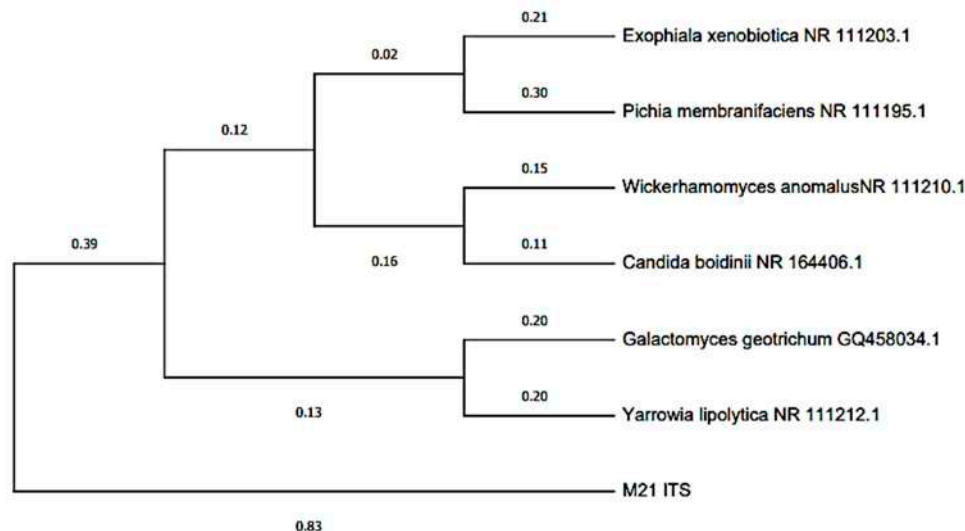 0.21
Exophiala xenobiotica NR 111203.1
0.02
0.30
Pichia membranifaciens NR 111195.1
0.12
0.15
Wickerhamomyces anomalusNR 111210.1
0.39
0.16
0.11
Candida boidinii NR 164406.1
0.20
Galactomyces geotrichum GQ458034.1
0.13
0.20
Yarrowia lipolytica NR 111212.1
M21 ITS
0.83